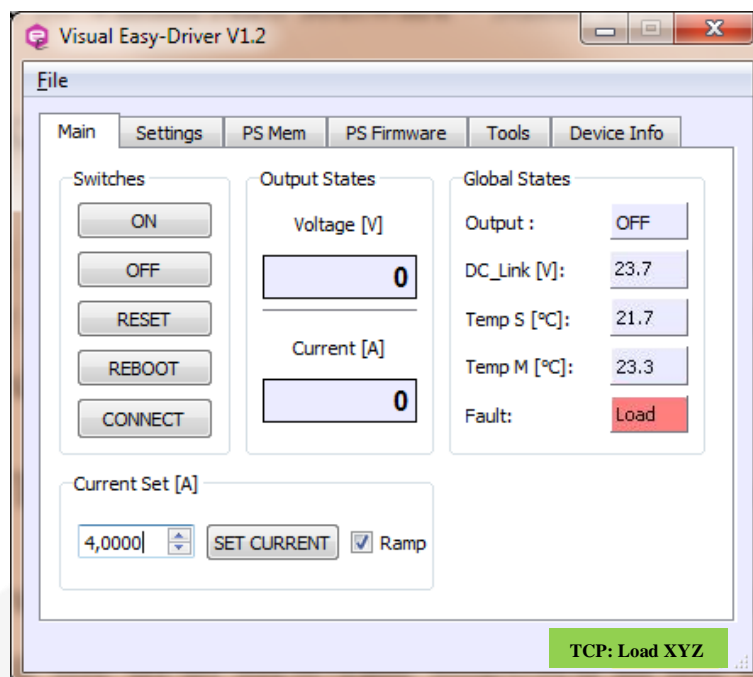 Visual Easy-Driver V1.2
File
Main Settings PS Mem PS Firmware Tools Device Info
Switches
ON
OFF
RESET
REBOOT
CONNECT
Output States
Voltage [V]
0
Current [A]
0
Global States
Output : OFF
DC_Link [V]: 23.7
Temp S [°C]: 21.7
Temp M [°C]: 23.3
Fault: Load
Current Set [A]
4,0000 SET CURRENT Ramp
TCP: Load XYZ